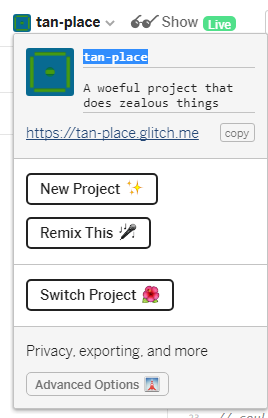 tan-place Show Live
tan-place
A woeful project that
does zealous things
https://tan-place.glitch.me copy
New Project ✨
Remix This 🎤
Switch Project 🌺
Privacy, exporting, and more
Advanced Options
23